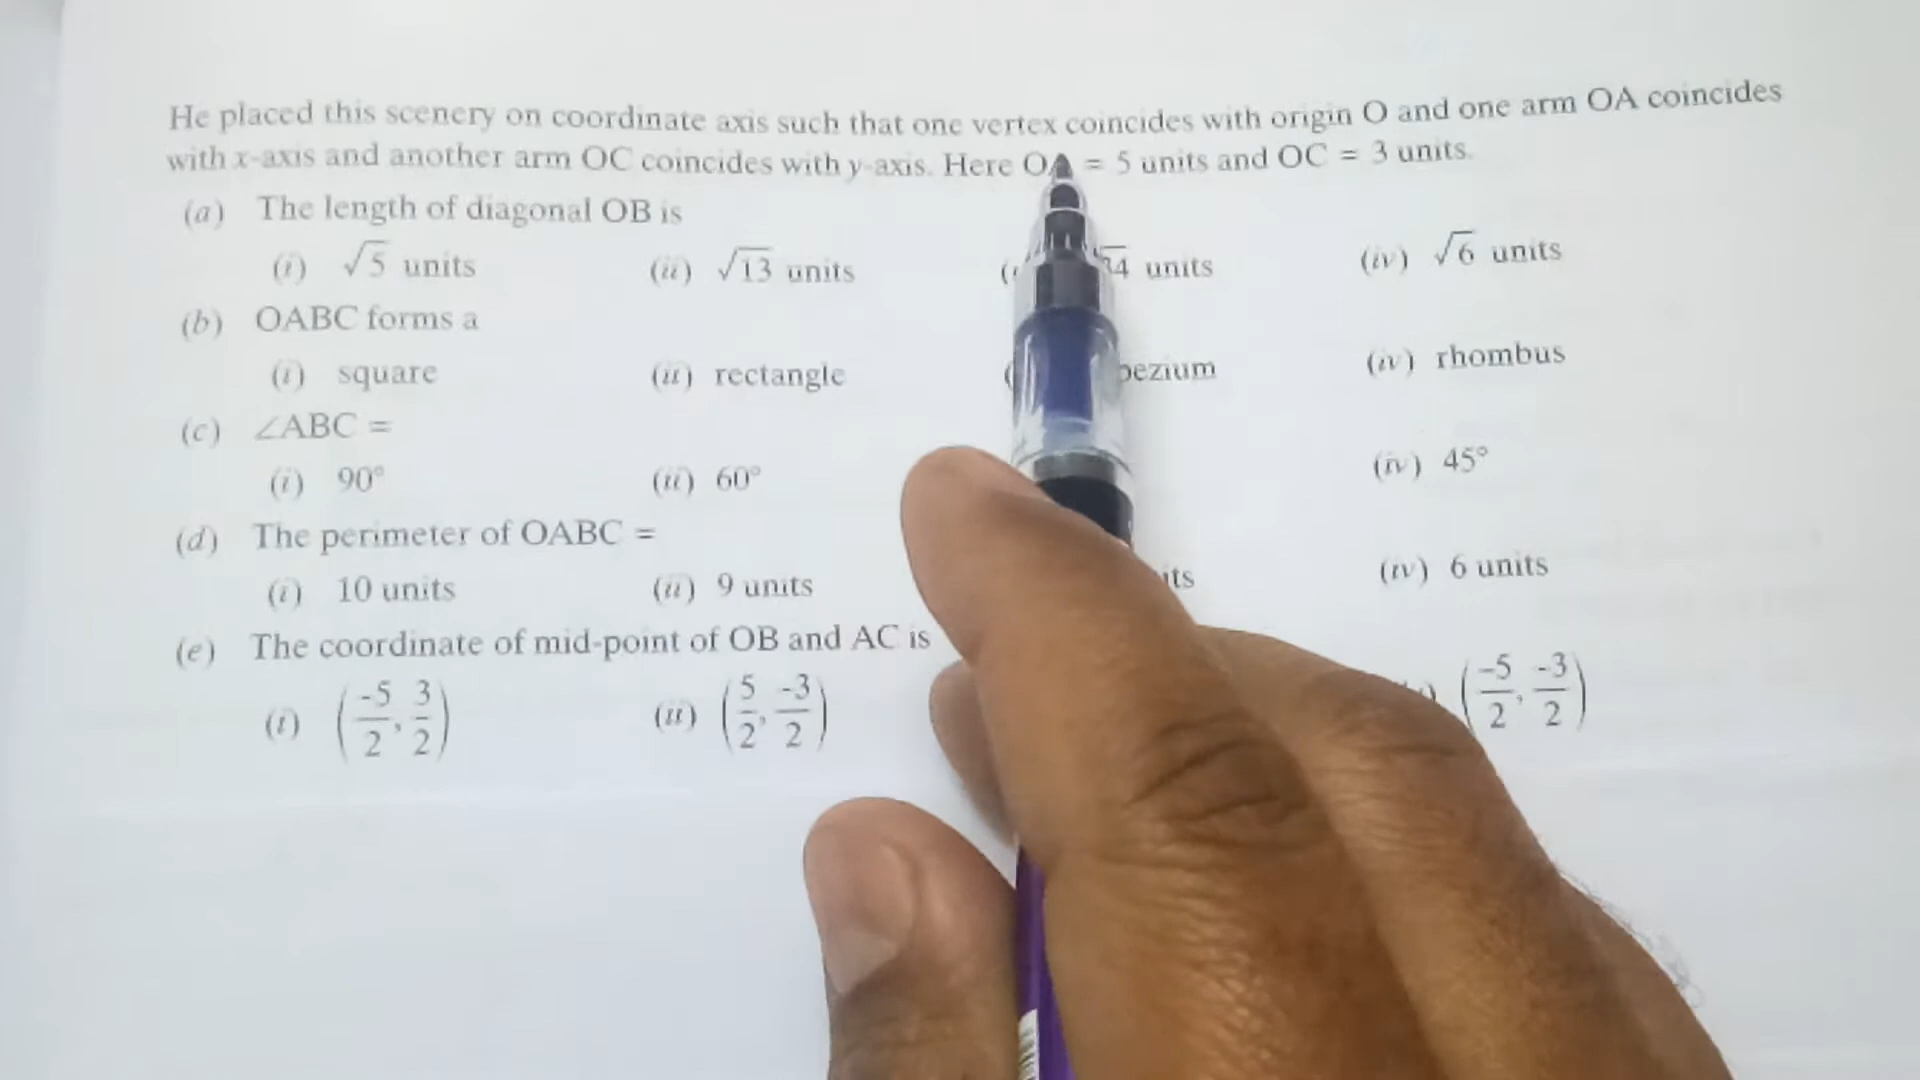 He placed this scenery on coordinate axis such that one vertex coincides with origin O and one arm OA coincides
with x-axis and another arm OC coincides with y-axis. Here OA = 5 units and OC = 3 units.
(a) The length of diagonal OB is
(i) √5 units (ii) √13 units 34 units (iv) √6 units
(b) OABC forms a
(i) square (ii) rectangle pezium (iv) rhombus
(c) ∠ABC =
(i) 90° (ii) 60° (iv) 45°
(d) The perimeter of OABC =
(i) 10 units (ii) 9 units its (iv) 6 units
(e) The coordinate of mid-point of OB and AC is
(i) (-5/2, 3/2) (ii) (5/2, -3/2) (-5/2, -3/2)